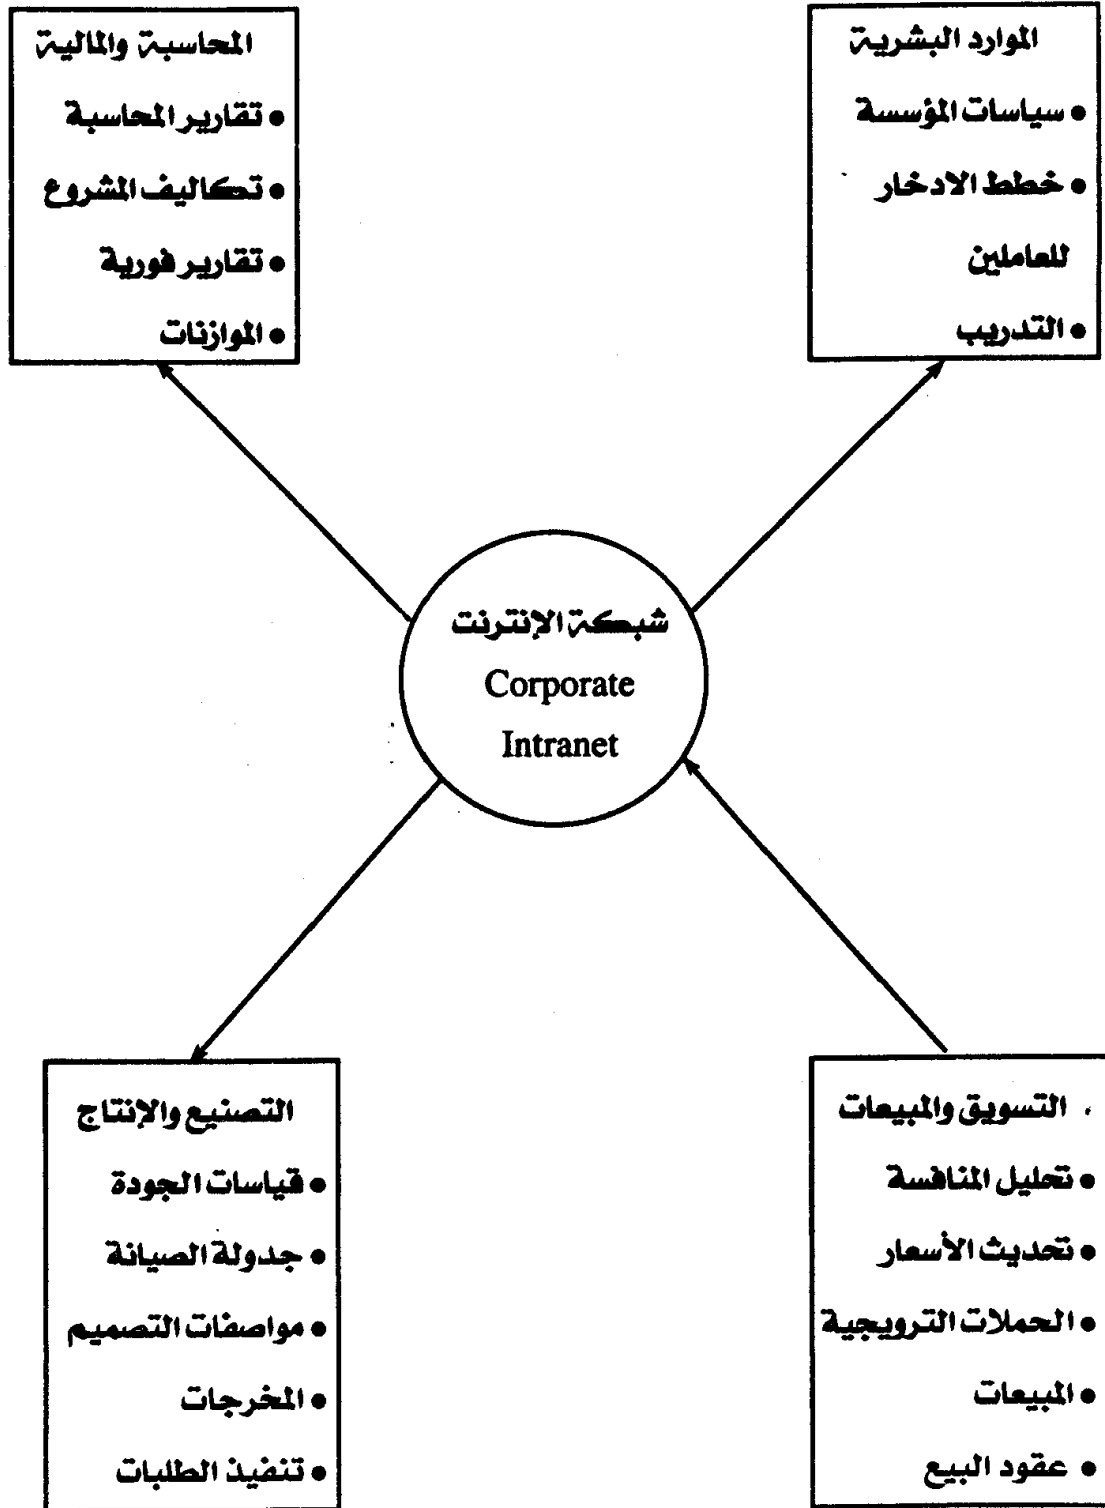 الموارد البشرية
• سياسات المؤسسة
• خطط الادخار
للعاملين
• التدريب
المحاسبة والمالية
• تقارير المحاسبة
• تكاليف المشروع
• تقارير فورية
• الموازنات
شبكة الإنترنت
Corporate
Intranet
التسويق والمبيعات
• تحليل المنافسة
• تحديث الأسعار
• الحملات الترويجية
• المبيعات
• عقود البيع
التصنيع والإنتاج
• قياسات الجودة
• جدولة الصيانة
• مواصفات التصميم
• المخرجات
• تنفيذ الطلبات